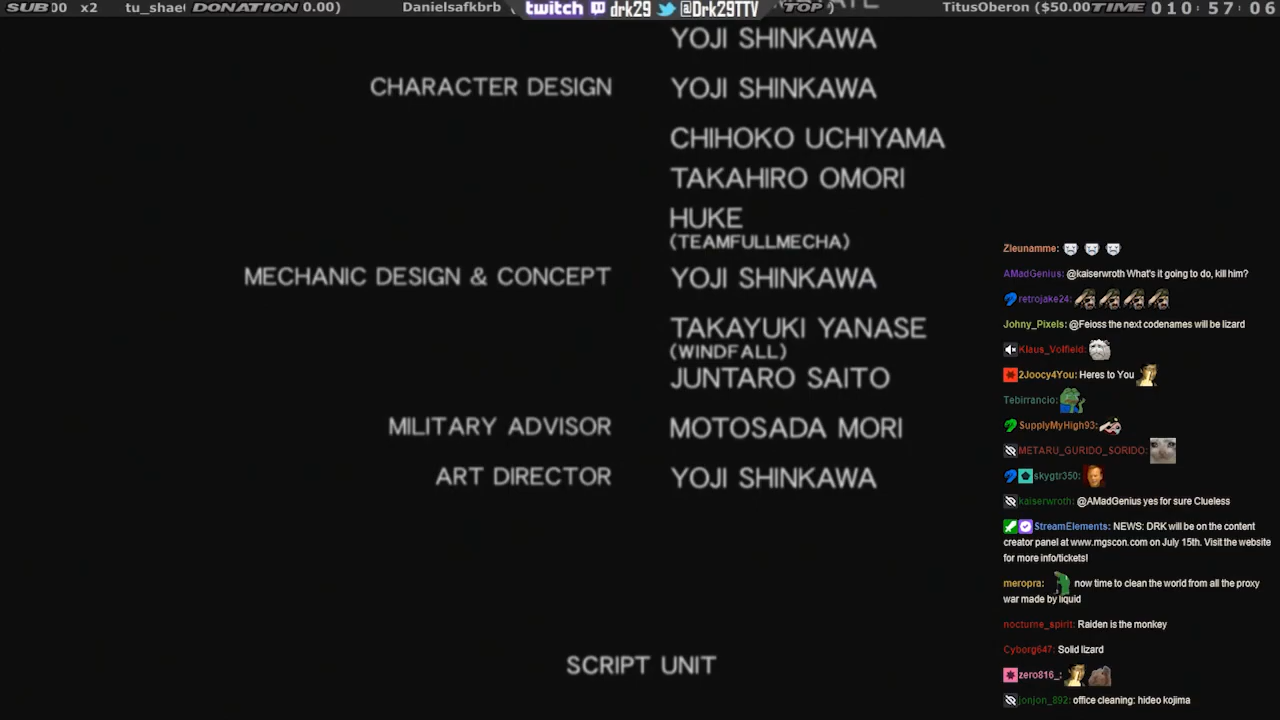 SUB 00 x2 tu_shae DONATION 0.00) Danielsafkbrb ( twitch drk29 @Drk29TTV TOP ) TitusOberon ($50.00 TIME 010:57:06
YOJI SHINKAWA
CHARACTER DESIGN YOJI SHINKAWA
CHIHOKO UCHIYAMA
TAKAHIRO OMORI
HUKE
(TEAMFULLMECHA)
MECHANIC DESIGN & CONCEPT YOJI SHINKAWA
TAKAYUKI YANASE
(WINDFALL)
JUNTARO SAITO
MILITARY ADVISOR MOTOSADA MORI
ART DIRECTOR YOJI SHINKAWA
SCRIPT UNIT
Zleunamme:
AMadGenius: @kaiserwroth What's it going to do, kill him?
retrojake24:
Johny_Pixels: @Feioss the next codenames will be lizard
Klaus_Volfield:
2Joocy4You: Heres to You
Tebirrancio:
SupplyMyHigh93:
METARU_GURIDO_SORIDO:
skygtr350:
kaiserwroth: @AMadGenius yes for sure Clueless
StreamElements: NEWS: DRK will be on the content
creator panel at www.mgscon.com on July 15th. Visit the website
for more info/tickets!
meropra: now time to clean the world from all the proxy
war made by liquid
nocturne_spirit: Raiden is the monkey
Cyborg647: Solid lizard
zero816_:
jonjon_892: office cleaning: hideo kojima